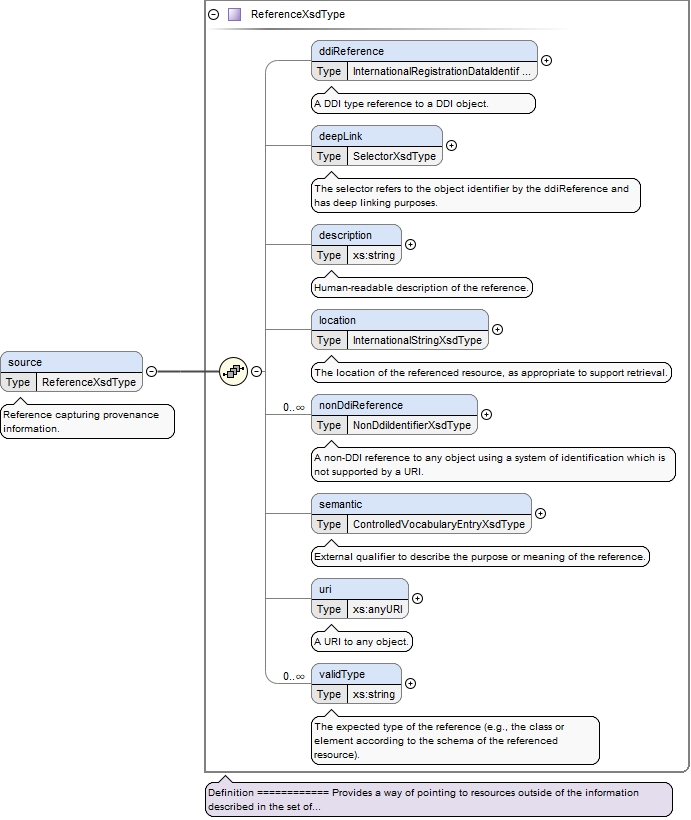 ReferenceXsdType
ddiReference
Type InternationalRegistrationDataIdentif ...
A DDI type reference to a DDI object.
deepLink
Type SelectorXsdType
The selector refers to the object identifier by the ddiReference and
has deep linking purposes.
description
Type xs:string
Human-readable description of the reference.
location
Type InternationalStringXsdType
The location of the referenced resource, as appropriate to support retrieval.
source
Type ReferenceXsdType
Reference capturing provenance
information.
0..∞
nonDdiReference
Type NonDdiIdentifierXsdType
A non-DDI reference to any object using a system of identification which is
not supported by a URI.
semantic
Type ControlledVocabularyEntryXsdType
External qualifier to describe the purpose or meaning of the reference.
uri
Type xs:anyURI
A URI to any object.
0..∞
validType
Type xs:string
The expected type of the reference (e.g., the class or
element according to the schema of the referenced
resource).
Definition ============ Provides a way of pointing to resources outside of the information
described in the set of...